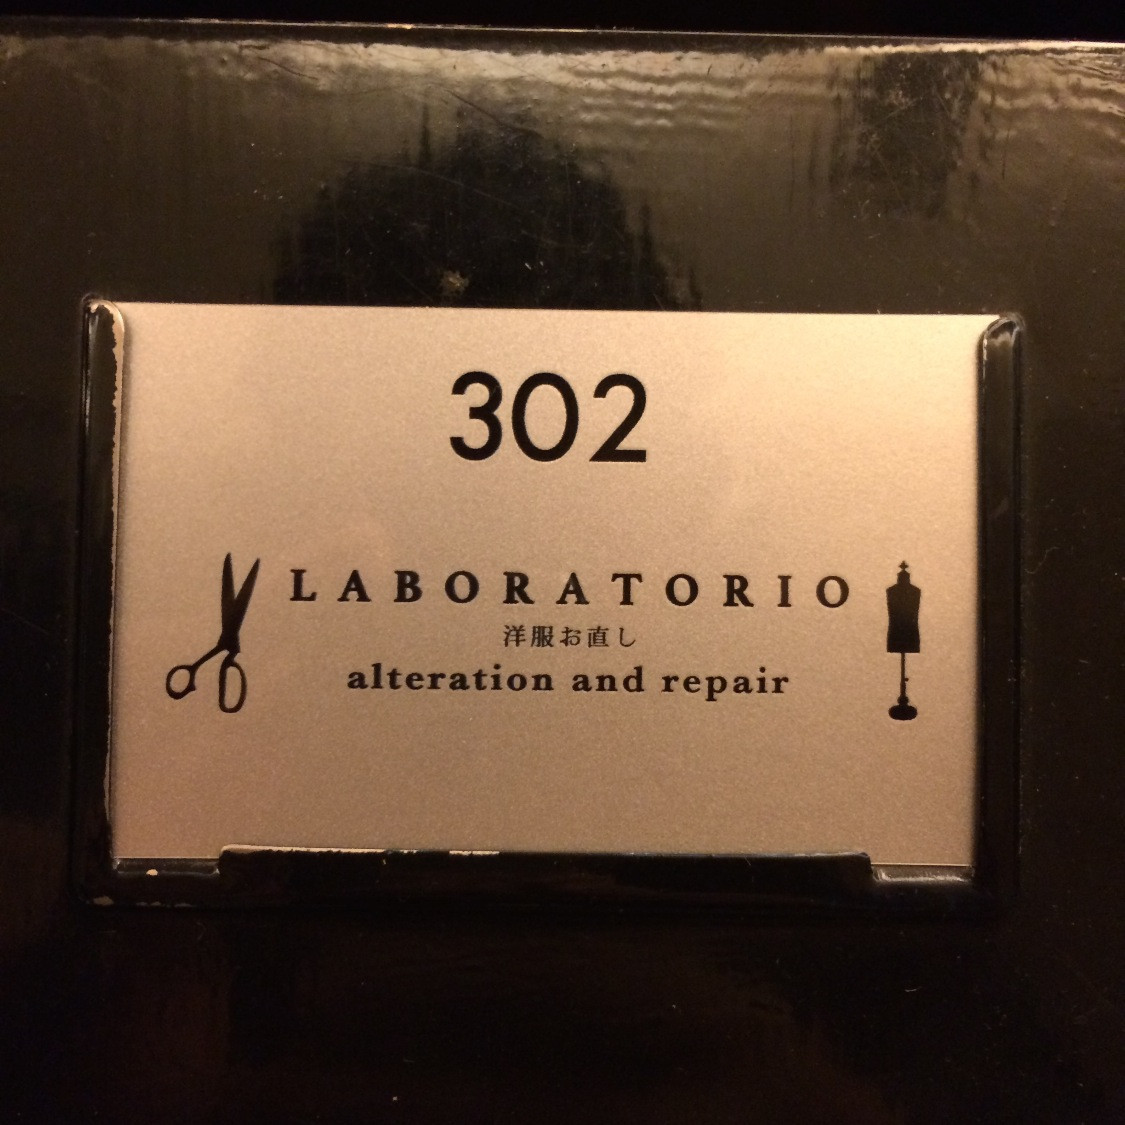 302
LABORATORIO
洋服お直し
alteration and repair